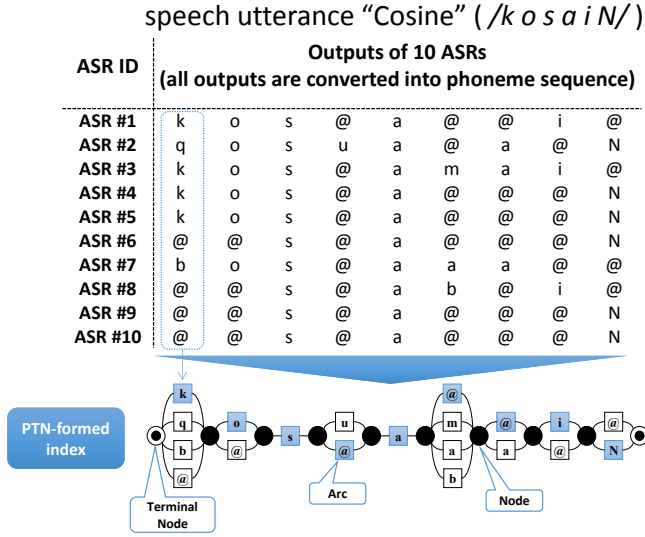 speech utterance “Cosine” ( /k o s a i N/ )
ASR ID
Outputs of 10 ASRs
(all outputs are converted into phoneme sequence)
ASR #1 k o s @ a @ @ i @
ASR #2 q o s u a @ a @ N
ASR #3 k o s @ a m a i @
ASR #4 k o s @ a @ @ @ N
ASR #5 k o s @ a @ @ @ N
ASR #6 @ @ s @ a @ @ @ N
ASR #7 b o s @ a a a @ @
ASR #8 @ @ s @ a b @ i @
ASR #9 @ @ s @ a @ @ @ N
ASR #10 @ @ s @ a @ @ @ N
PTN-formed
index
k @
q o u m @ i @
s a
b @ @ a a @ N
@ b
Terminal
Node
Arc
Node